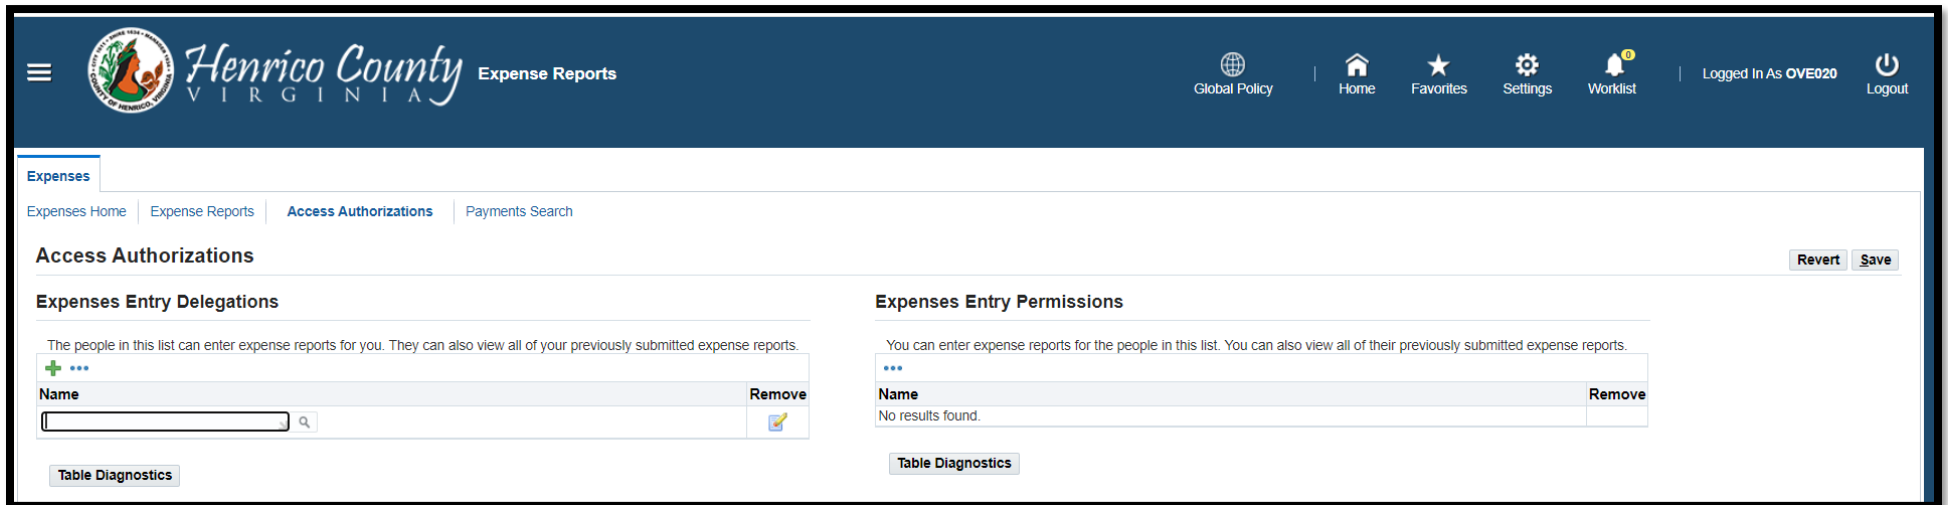 Henrico County
VIRGINIA
Expense Reports
Global Policy
Home
Favorites
Settings
0
Worklist
Logged In As OVE020
Logout
Expenses
Expenses Home
Expense Reports
Access Authorizations
Payments Search
Access Authorizations
Revert
Save
Expenses Entry Delegations
The people in this list can enter expense reports for you. They can also view all of your previously submitted expense reports.
Name
Remove
Table Diagnostics
Expenses Entry Permissions
You can enter expense reports for the people in this list. You can also view all of their previously submitted expense reports.
Name
Remove
No results found.
Table Diagnostics